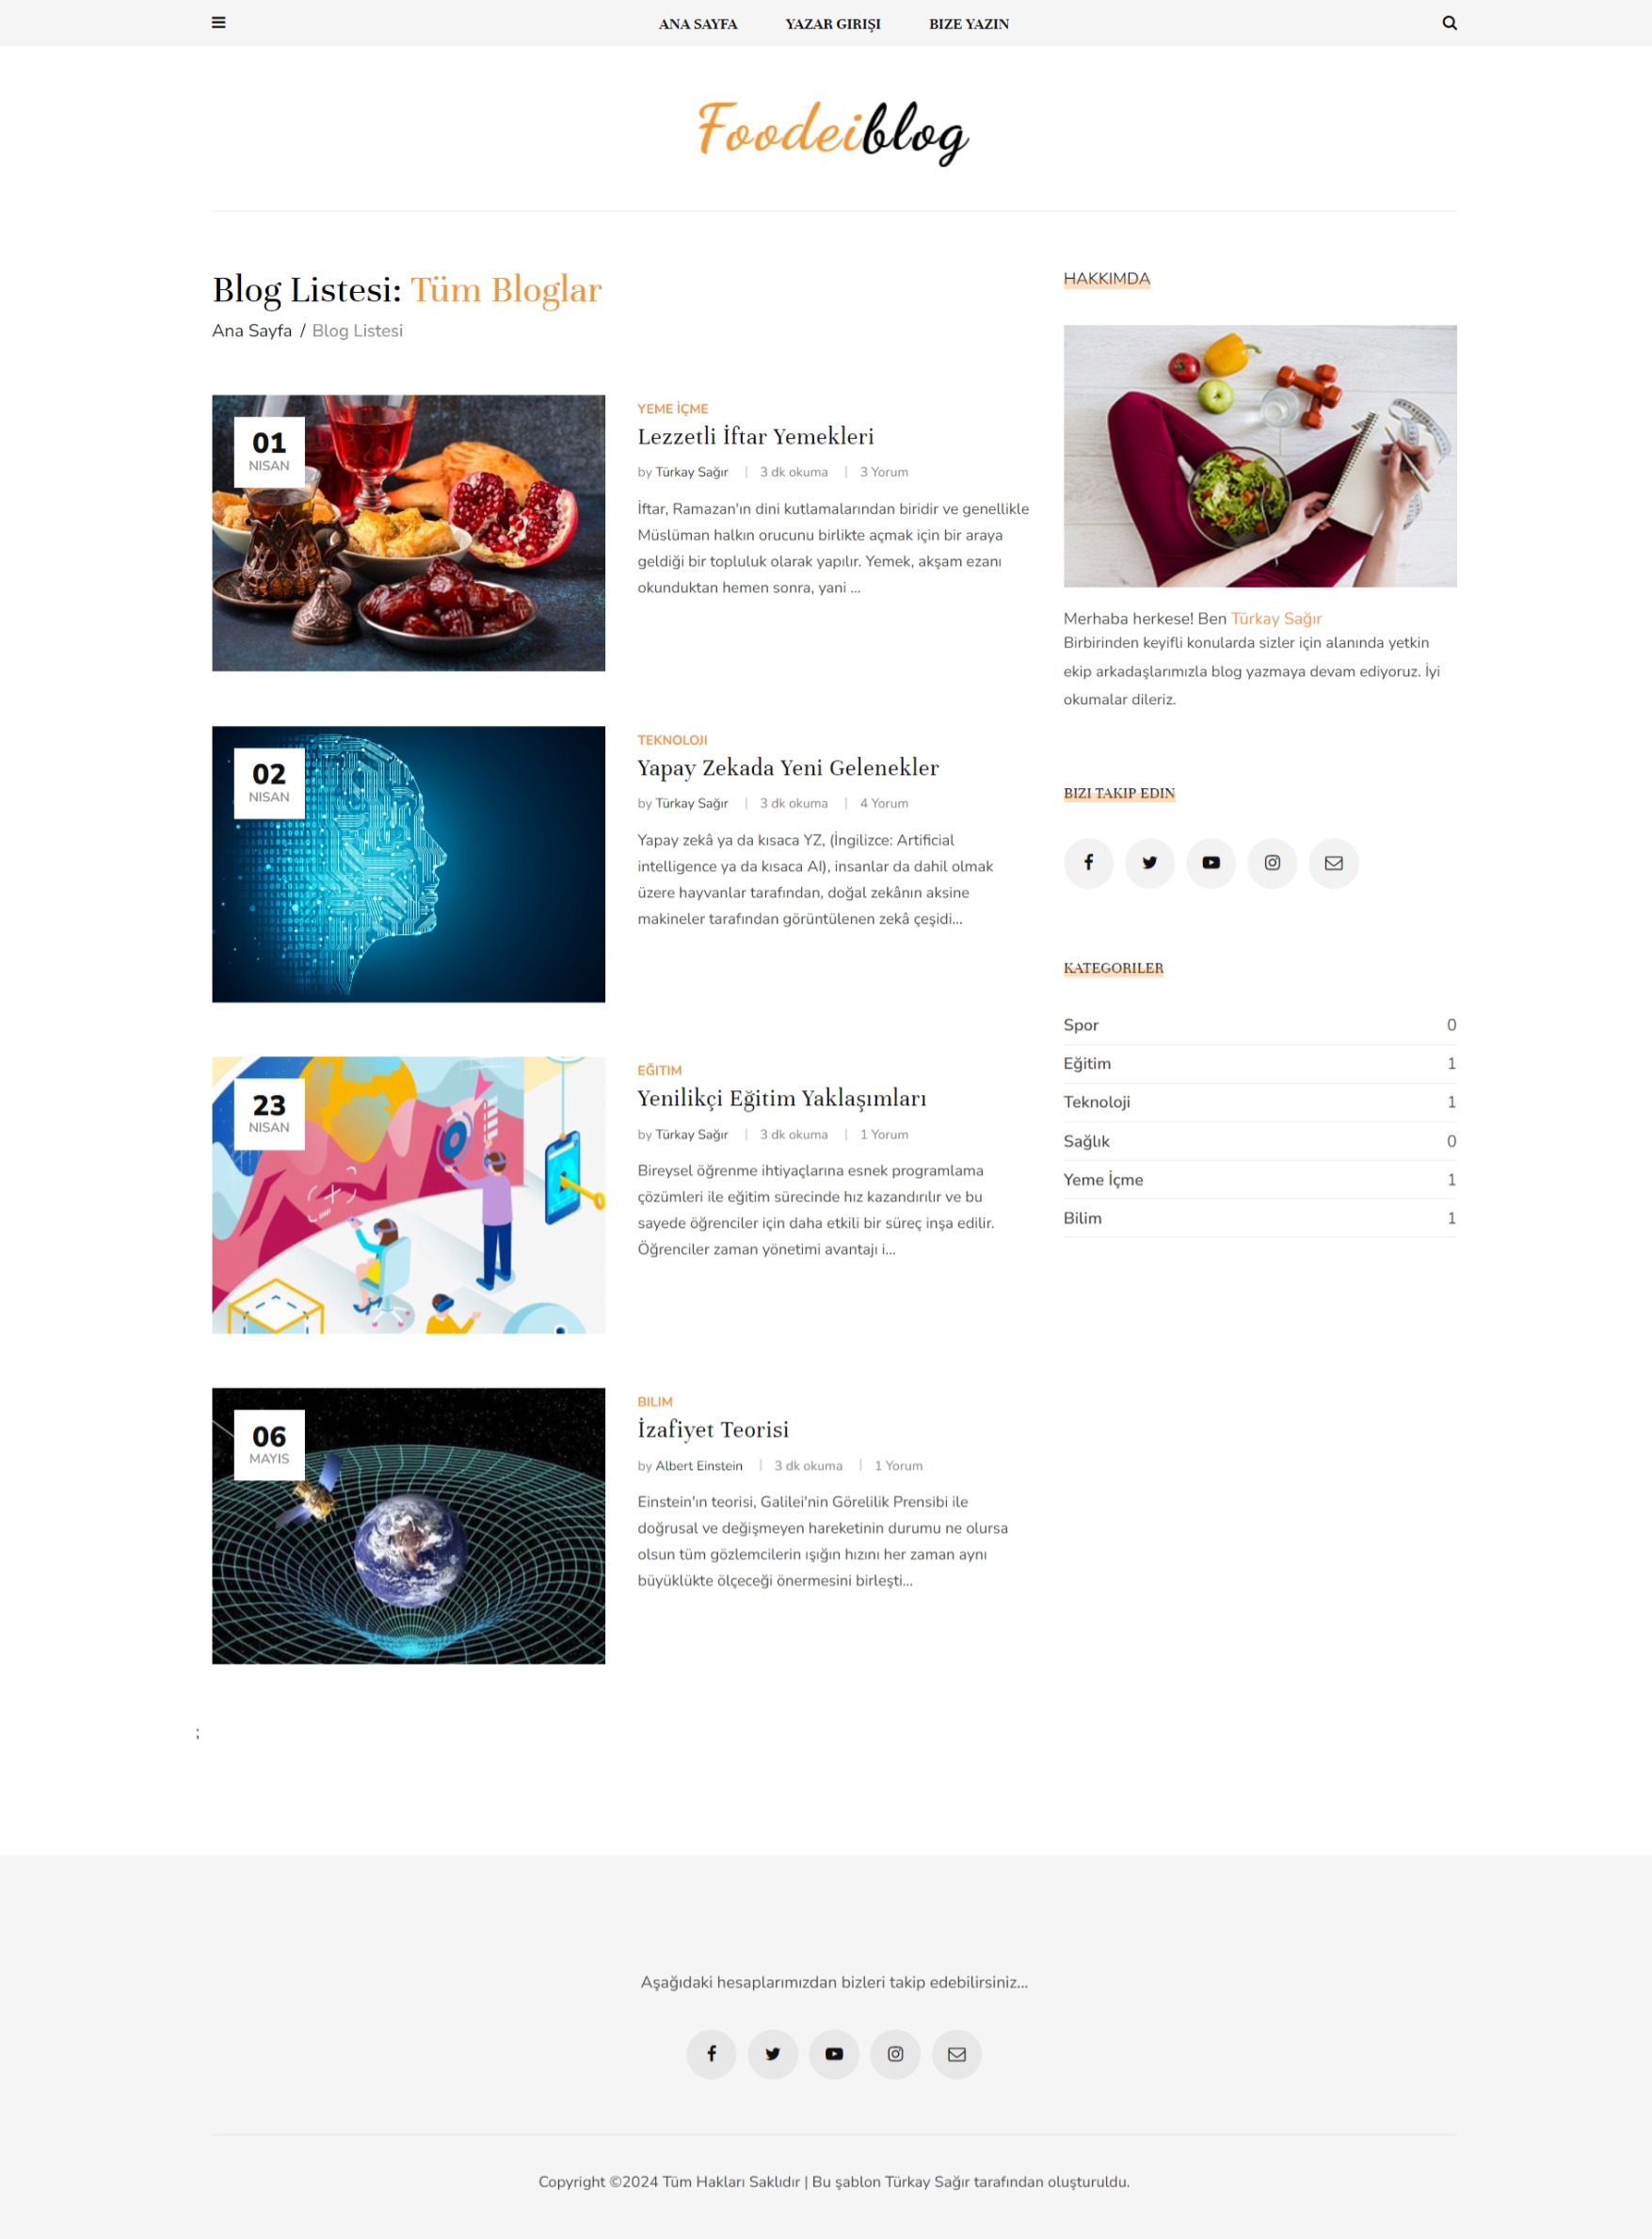 ANA SAYFA YAZAR GIRIŞI BIZE YAZIN
Foodeiblog
Blog Listesi: Tüm Bloglar
Ana Sayfa / Blog Listesi
01
NISAN
YEME İÇME
Lezzetli İftar Yemekleri
by Türkay Sağır | 3 dk okuma | 3 Yorum
İftar, Ramazan'ın dini kutlamalarından biridir ve genellikle
Müslüman halkın orucunu birlikte açmak için bir araya
geldiği bir topluluk olarak yapılır. Yemek, akşam ezanı
okunduktan hemen sonra, yani ...
02
NISAN
TEKNOLOJI
Yapay Zekada Yeni Gelenekler
by Türkay Sağır | 3 dk okuma | 4 Yorum
Yapay zekâ ya da kısaca YZ, (İngilizce: Artificial
intelligence ya da kısaca AI), insanlar da dahil olmak
üzere hayvanlar tarafından, doğal zekânın aksine
makineler tarafından görüntülenen zekâ çeşidi...
23
NISAN
EĞITIM
Yenilikçi Eğitim Yaklaşımları
by Türkay Sağır | 3 dk okuma | 1 Yorum
Bireysel öğrenme ihtiyaçlarına esnek programlama
çözümleri ile eğitim sürecinde hız kazandırılır ve bu
sayede öğrenciler için daha etkili bir süreç inşa edilir.
Öğrenciler zaman yönetimi avantajı i...
06
MAYIS
BILIM
İzafiyet Teorisi
by Albert Einstein | 3 dk okuma | 1 Yorum
Einstein'ın teorisi, Galilei'nin Görelilik Prensibi ile
doğrusal ve değişmeyen hareketinin durumu ne olursa
olsun tüm gözlemcilerin ışığın hızını her zaman aynı
büyüklükte ölçeceği önermesini birleşti...
;
HAKKIMDA
Merhaba herkese! Ben Türkay Sağır
Birbirinden keyifli konularda sizler için alanında yetkin
ekip arkadaşlarımızla blog yazmaya devam ediyoruz. İyi
okumalar dileriz.
BIZI TAKIP EDIN
KATEGORILER
Spor 0
Eğitim 1
Teknoloji 1
Sağlık 0
Yeme İçme 1
Bilim 1
Aşağıdaki hesaplarımızdan bizleri takip edebilirsiniz...
Copyright ©2024 Tüm Hakları Saklıdır | Bu şablon Türkay Sağır tarafından oluşturuldu.